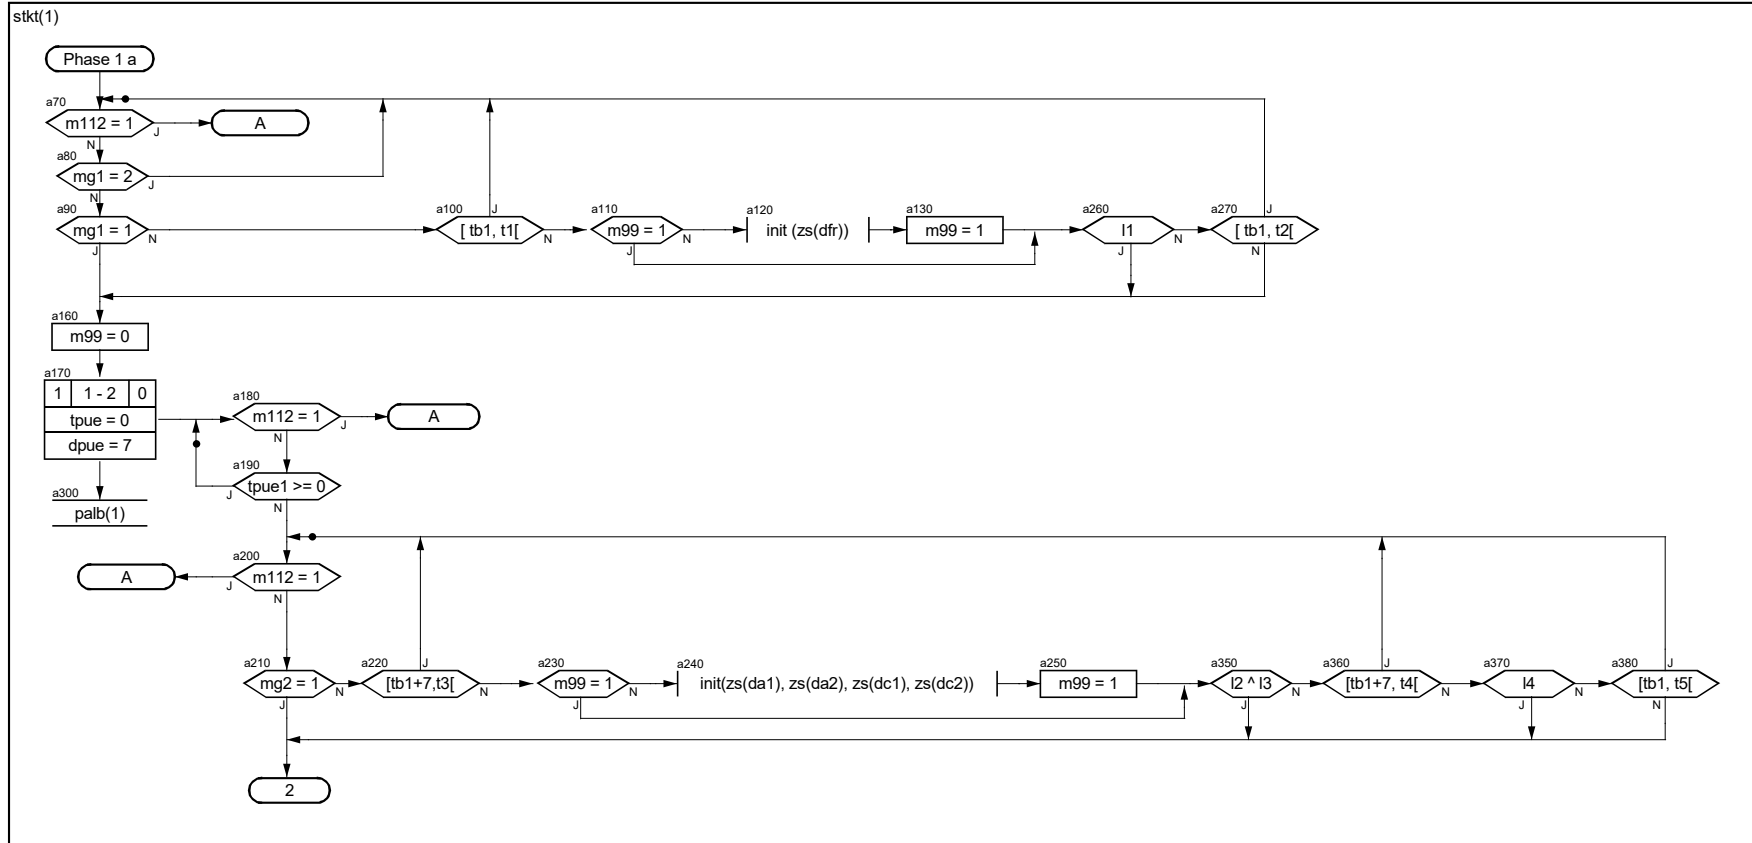 stkt(1)
Phase 1 a
a70
m112 = 1
J
N
A
a80
mg1 = 2
J
N
a90
mg1 = 1
N
J
a100
[ tb1, t1[
J
N
a110
m99 = 1
N
J
a120
init (zs(dfr))
a130
m99 = 1
a260
l1
N
J
a270
[ tb1, t2[
J
N
a160
m99 = 0
a170
1 1 - 2 0
tpue = 0
dpue = 7
a180
m112 = 1
J
N
A
a190
tpue1 >= 0
J
N
a300
palb(1)
a200
m112 = 1
J
N
A
a210
mg2 = 1
N
J
a220
[tb1+7,t3[
J
N
a230
m99 = 1
N
J
a240
init(zs(da1), zs(da2), zs(dc1), zs(dc2))
a250
m99 = 1
a350
l2 ^ l3
N
J
a360
[tb1+7, t4[
J
N
a370
l4
N
J
a380
[tb1, t5[
J
N
2